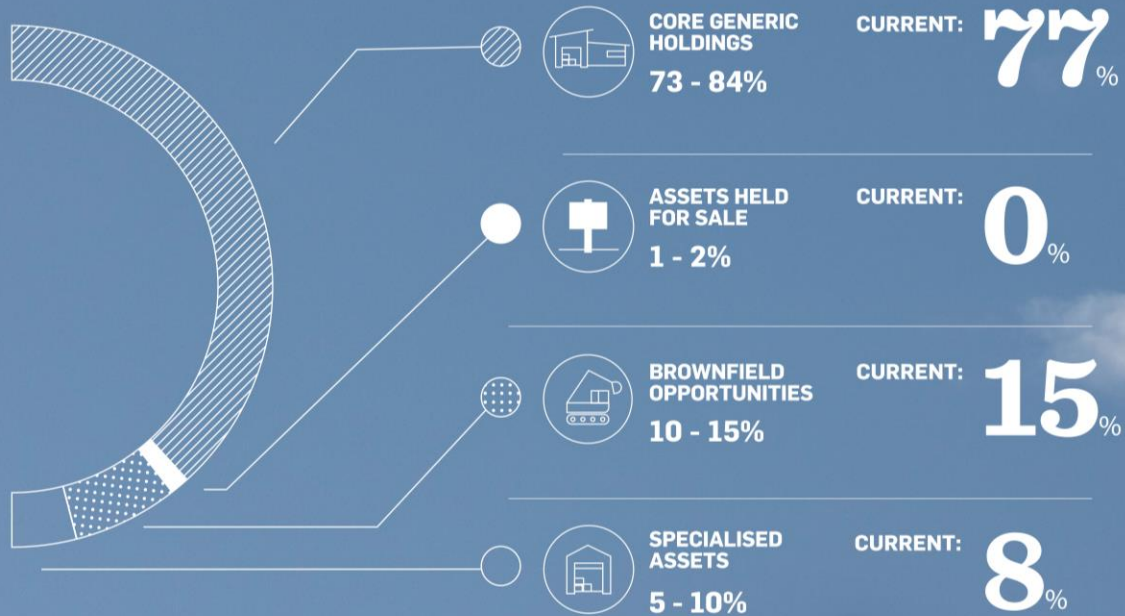 CORE GENERIC
HOLDINGS
73 - 84%
CURRENT:
77%
ASSETS HELD
FOR SALE
1 - 2%
CURRENT:
0%
BROWNFIELD
OPPORTUNITIES
10 - 15%
CURRENT:
15%
SPECIALISED
ASSETS
5 - 10%
CURRENT:
8%